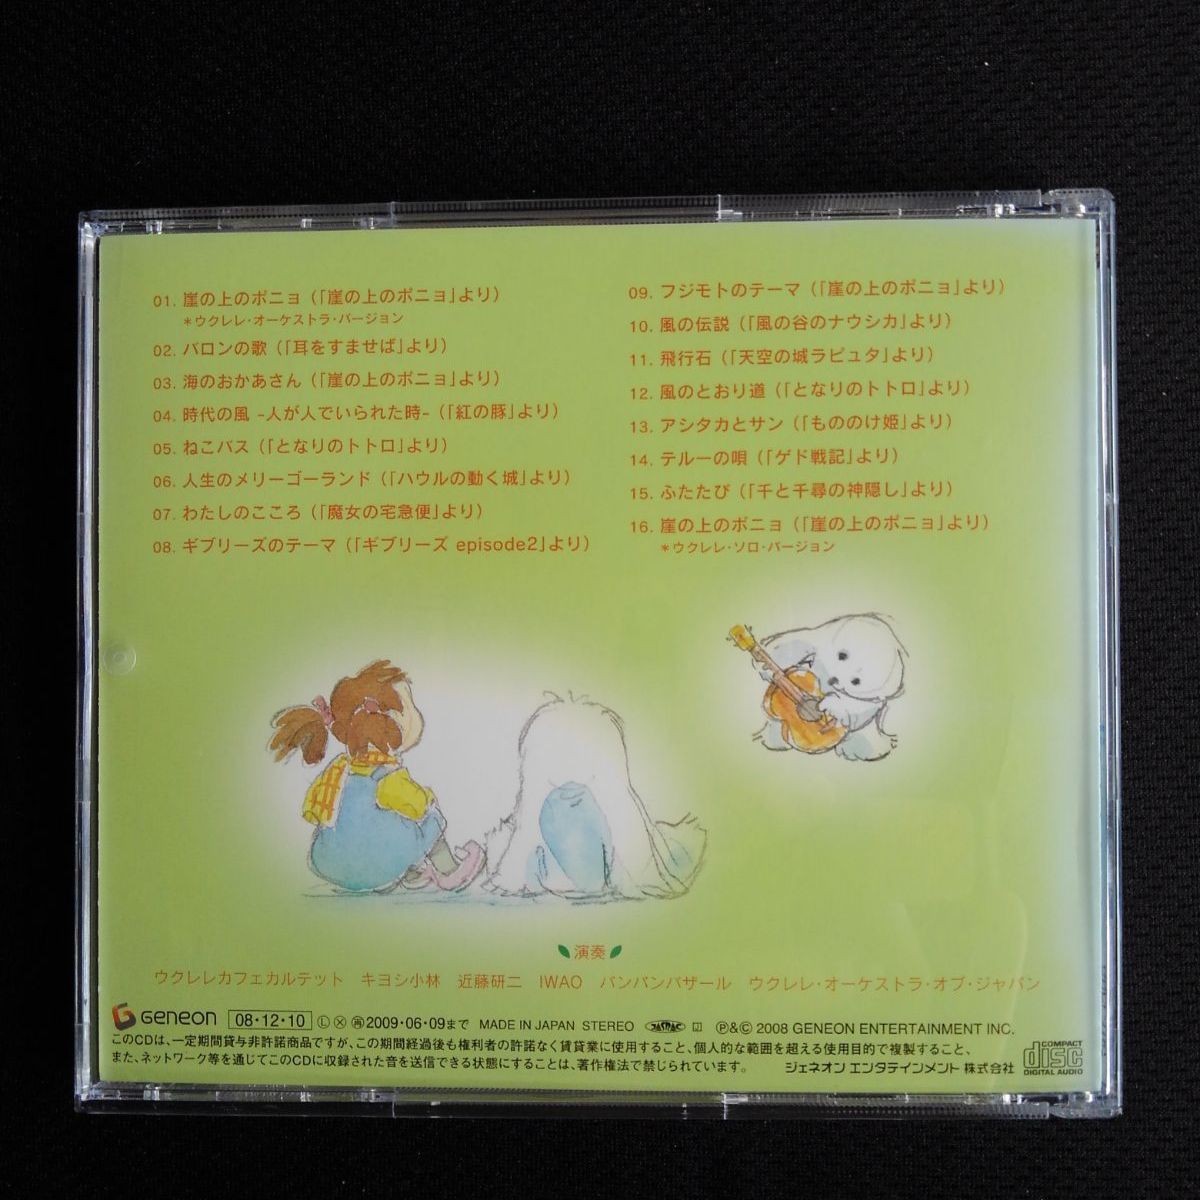 01. 崖の上のポニョ（「崖の上のポニョ」より）
＊ウクレレ・オーケストラ・バージョン
02. バロンの歌（「耳をすませば」より）
03. 海のおかあさん（「崖の上のポニョ」より）
04. 時代の風 -人が人でいられた時-（「紅の豚」より）
05. ねこバス（「となりのトトロ」より）
06. 人生のメリーゴーランド（「ハウルの動く城」より）
07. わたしのこころ（「魔女の宅急便」より）
08. ギブリーズのテーマ（「ギブリーズ episode2」より）
09. フジモトのテーマ（「崖の上のポニョ」より）
10. 風の伝説（「風の谷のナウシカ」より）
11. 飛行石（「天空の城ラピュタ」より）
12. 風のとおり道（「となりのトトロ」より）
13. アシタカとサン（「もののけ姫」より）
14. テルーの唄（「ゲド戦記」より）
15. ふたたび（「千と千尋の神隠し」より）
16. 崖の上のポニョ（「崖の上のポニョ」より）
＊ウクレレ・ソロ・バージョン
演奏
ウクレレカフェカルテット キヨシ小林 近藤研二 IWAO バンバンバザール ウクレレ・オーケストラ・オブ・ジャパン
GENEON 08・12・10 Ⓛ Ⓧ ㊢2009・06・09まで MADE IN JAPAN STEREO JASRAC Ⓟ&Ⓒ 2008 GENEON ENTERTAINMENT INC.
このCDは、一定期間貸与非許諾商品ですが、この期間経過後も権利者の許諾なく賃貸業に使用すること、個人的な範囲を超える使用目的で複製すること、
また、ネットワーク等を通じてこのCDに収録された音を送信できる状態にすることは、著作権法で禁じられています。
ジェネオン エンタテインメント 株式会社
COMPACT disc DIGITAL AUDIO